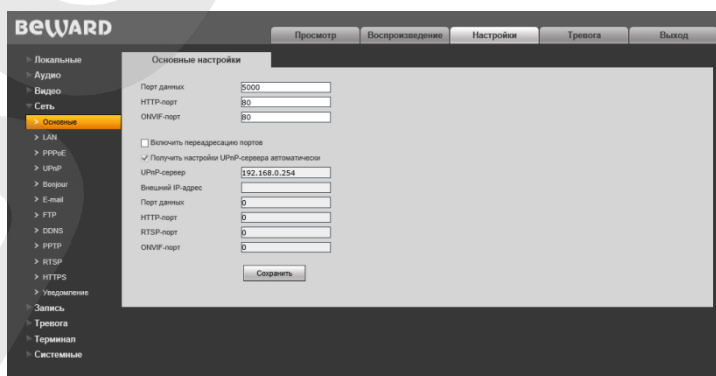 BEWARD
Просмотр
Воспроизведение
Настройки
Тревога
Выход
Локальные
Аудио
Видео
Сеть
Основные
LAN
PPPoE
UPnP
Bonjour
E-mail
FTP
DDNS
PPTP
RTSP
HTTPS
Уведомление
Запись
Тревога
Терминал
Системные
Основные настройки
Порт данных 5000
HTTP-порт 80
ONVIF-порт 80
Включить переадресацию портов
Получить настройки UPnP-сервера автоматически
UPnP-сервер 192.168.0.254
Внешний IP-адрес
Порт данных 0
HTTP-порт 0
RTSP-порт 0
ONVIF-порт 0
Сохранить